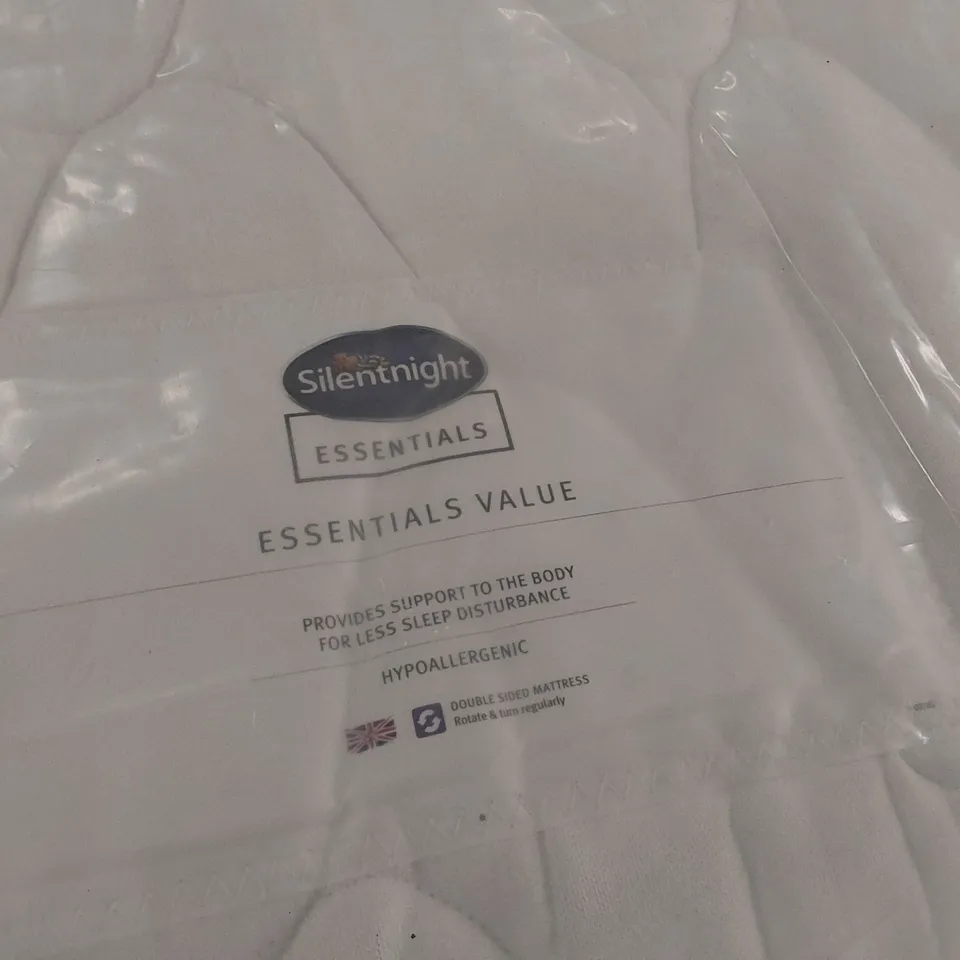 Silentnight
ESSENTIALS
ESSENTIALS VALUE
PROVIDES SUPPORT TO THE BODY
FOR LESS SLEEP DISTURBANCE
HYPOALLERGENIC
DOUBLE SIDED MATTRESS
Rotate & turn regularly